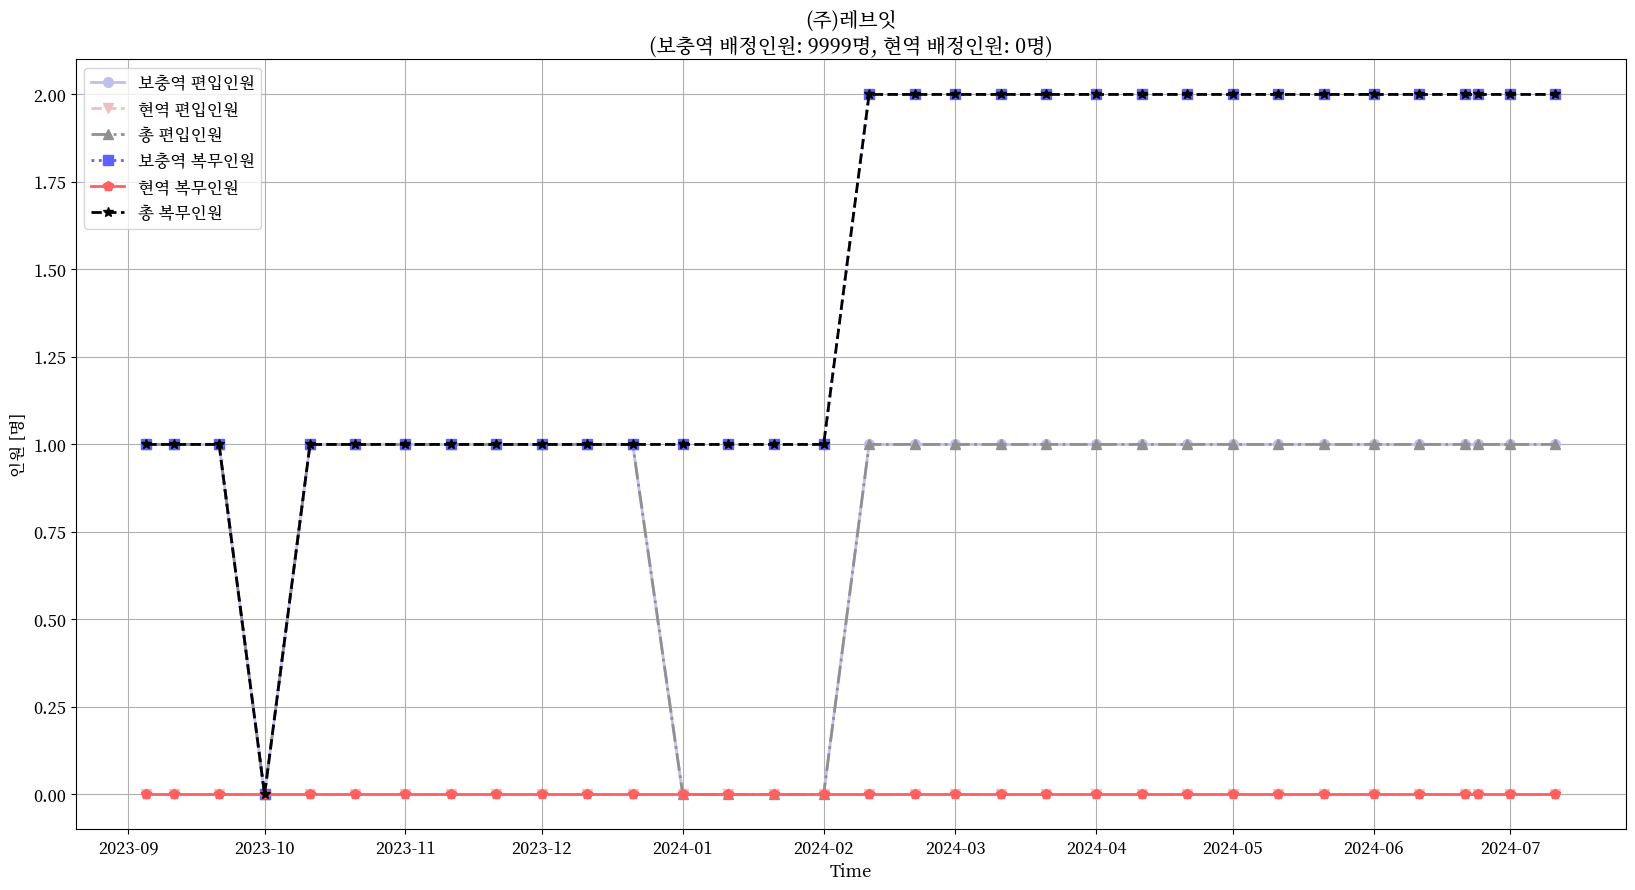 (주)레브잇
(보충역 배정인원: 9999명, 현역 배정인원: 0명)
보충역 편입인원
현역 편입인원
총 편입인원
보충역 복무인원
현역 복무인원
총 복무인원
인원 [명]
2.00
1.75
1.50
1.25
1.00
0.75
0.50
0.25
0.00
2023-09
2023-10
2023-11
2023-12
2024-01
2024-02
2024-03
2024-04
2024-05
2024-06
2024-07
Time